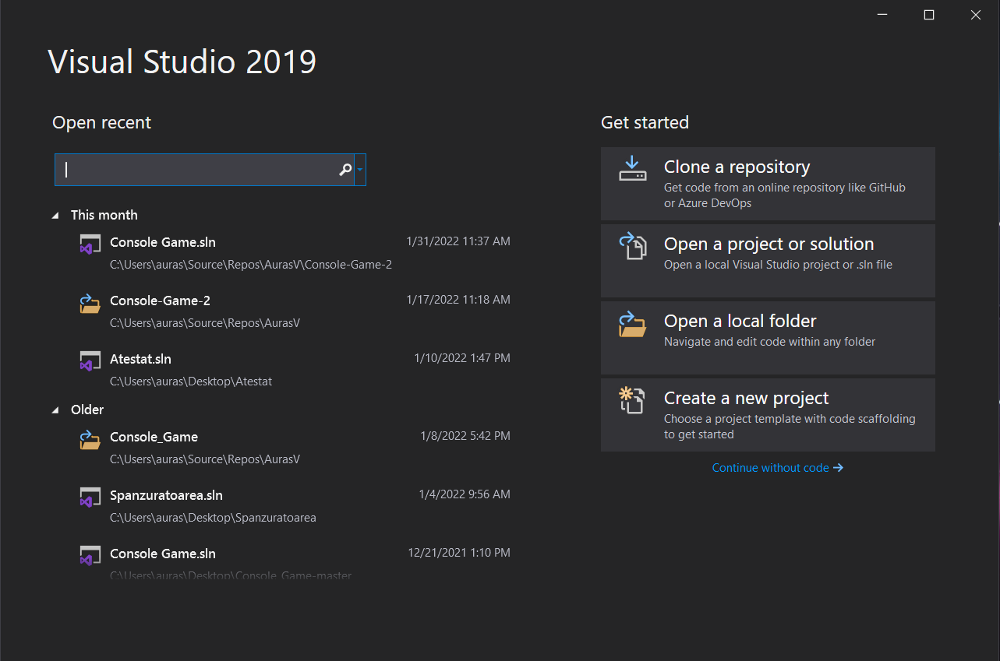 Visual Studio 2019
Open recent
This month
Console Game.sln 1/31/2022 11:37 AM
C:\Users\auras\Source\Repos\AurasV\Console-Game-2
Console-Game-2 1/17/2022 11:18 AM
C:\Users\auras\Source\Repos\AurasV
Atestat.sln 1/10/2022 1:47 PM
C:\Users\auras\Desktop\Atestat
Older
Console_Game 1/8/2022 5:42 PM
C:\Users\auras\Source\Repos\AurasV
Spanzuratoarea.sln 1/4/2022 9:56 AM
C:\Users\auras\Desktop\Spanzuratoarea
Console Game.sln 12/21/2021 1:10 PM
C:\Users\auras\Desktop\Console_Game-master
Get started
Clone a repository
Get code from an online repository like GitHub
or Azure DevOps
Open a project or solution
Open a local Visual Studio project or .sln file
Open a local folder
Navigate and edit code within any folder
Create a new project
Choose a project template with code scaffolding
to get started
Continue without code →